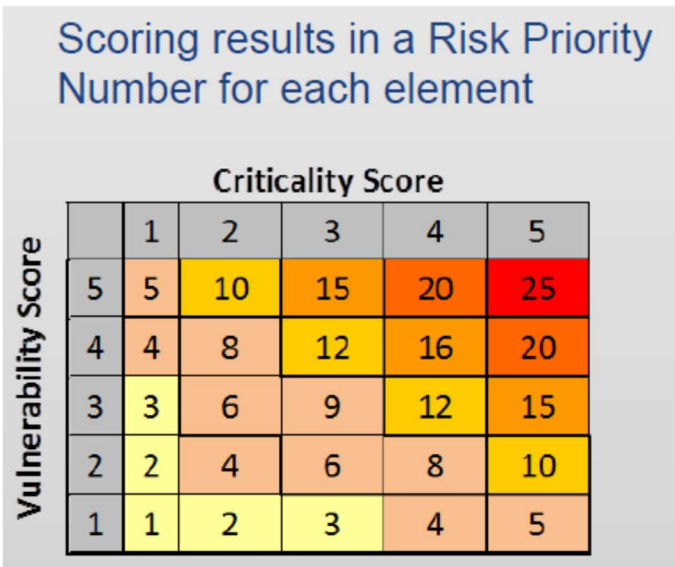 Scoring results in a Risk Priority
Number for each element
Criticality Score
Vulnerability Score
1 2 3 4 5
5 5 10 15 20 25
4 4 8 12 16 20
3 3 6 9 12 15
2 2 4 6 8 10
1 1 2 3 4 5